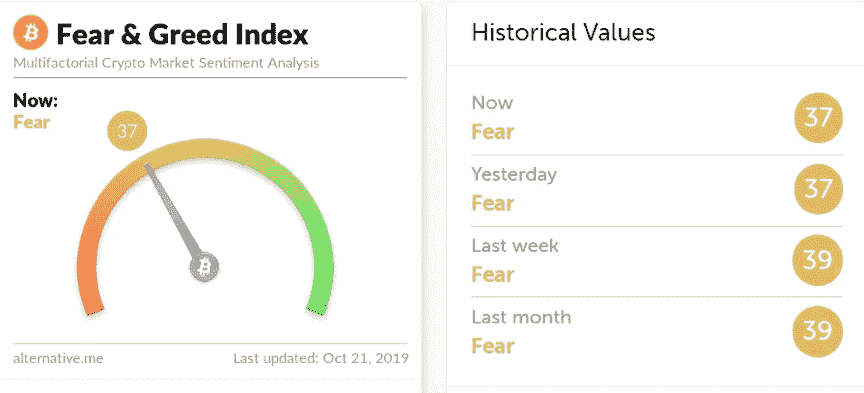 Fear & Greed Index
Multifactorial Crypto Market Sentiment Analysis
Now:
Fear
37
alternative.me
Last updated: Oct 21, 2019
Historical Values
Now
Fear
37
Yesterday
Fear
37
Last week
Fear
39
Last month
Fear
39